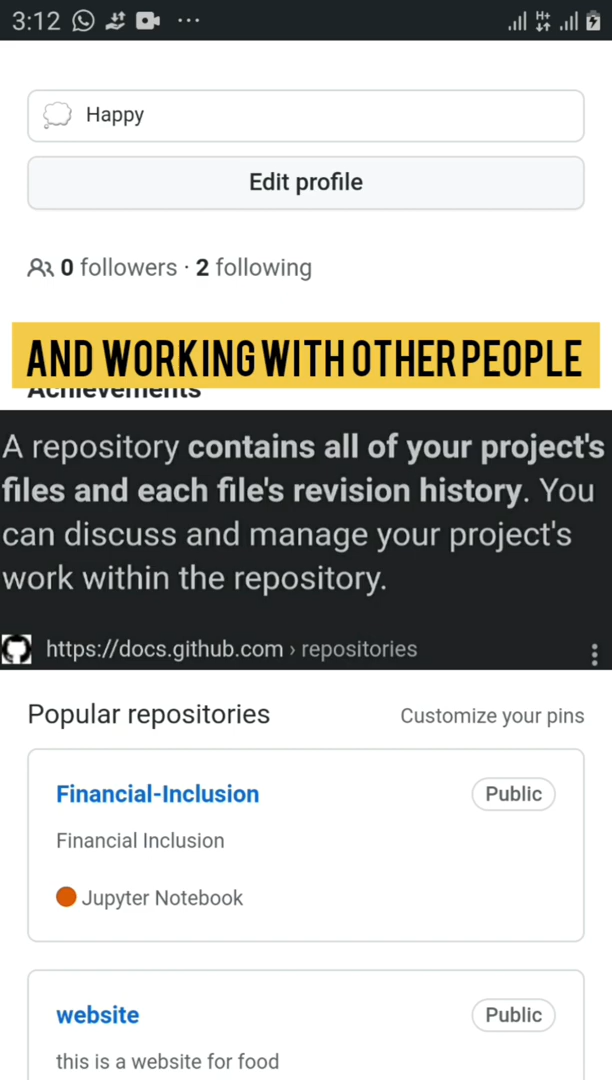 3:12
Happy
Edit profile
0 followers · 2 following
AND WORKING WITH OTHER PEOPLE
Achievements
A repository contains all of your project's
files and each file's revision history. You
can discuss and manage your project's
work within the repository.
https://docs.github.com › repositories
Popular repositories Customize your pins
Financial-Inclusion Public
Financial Inclusion
Jupyter Notebook
website Public
this is a website for food